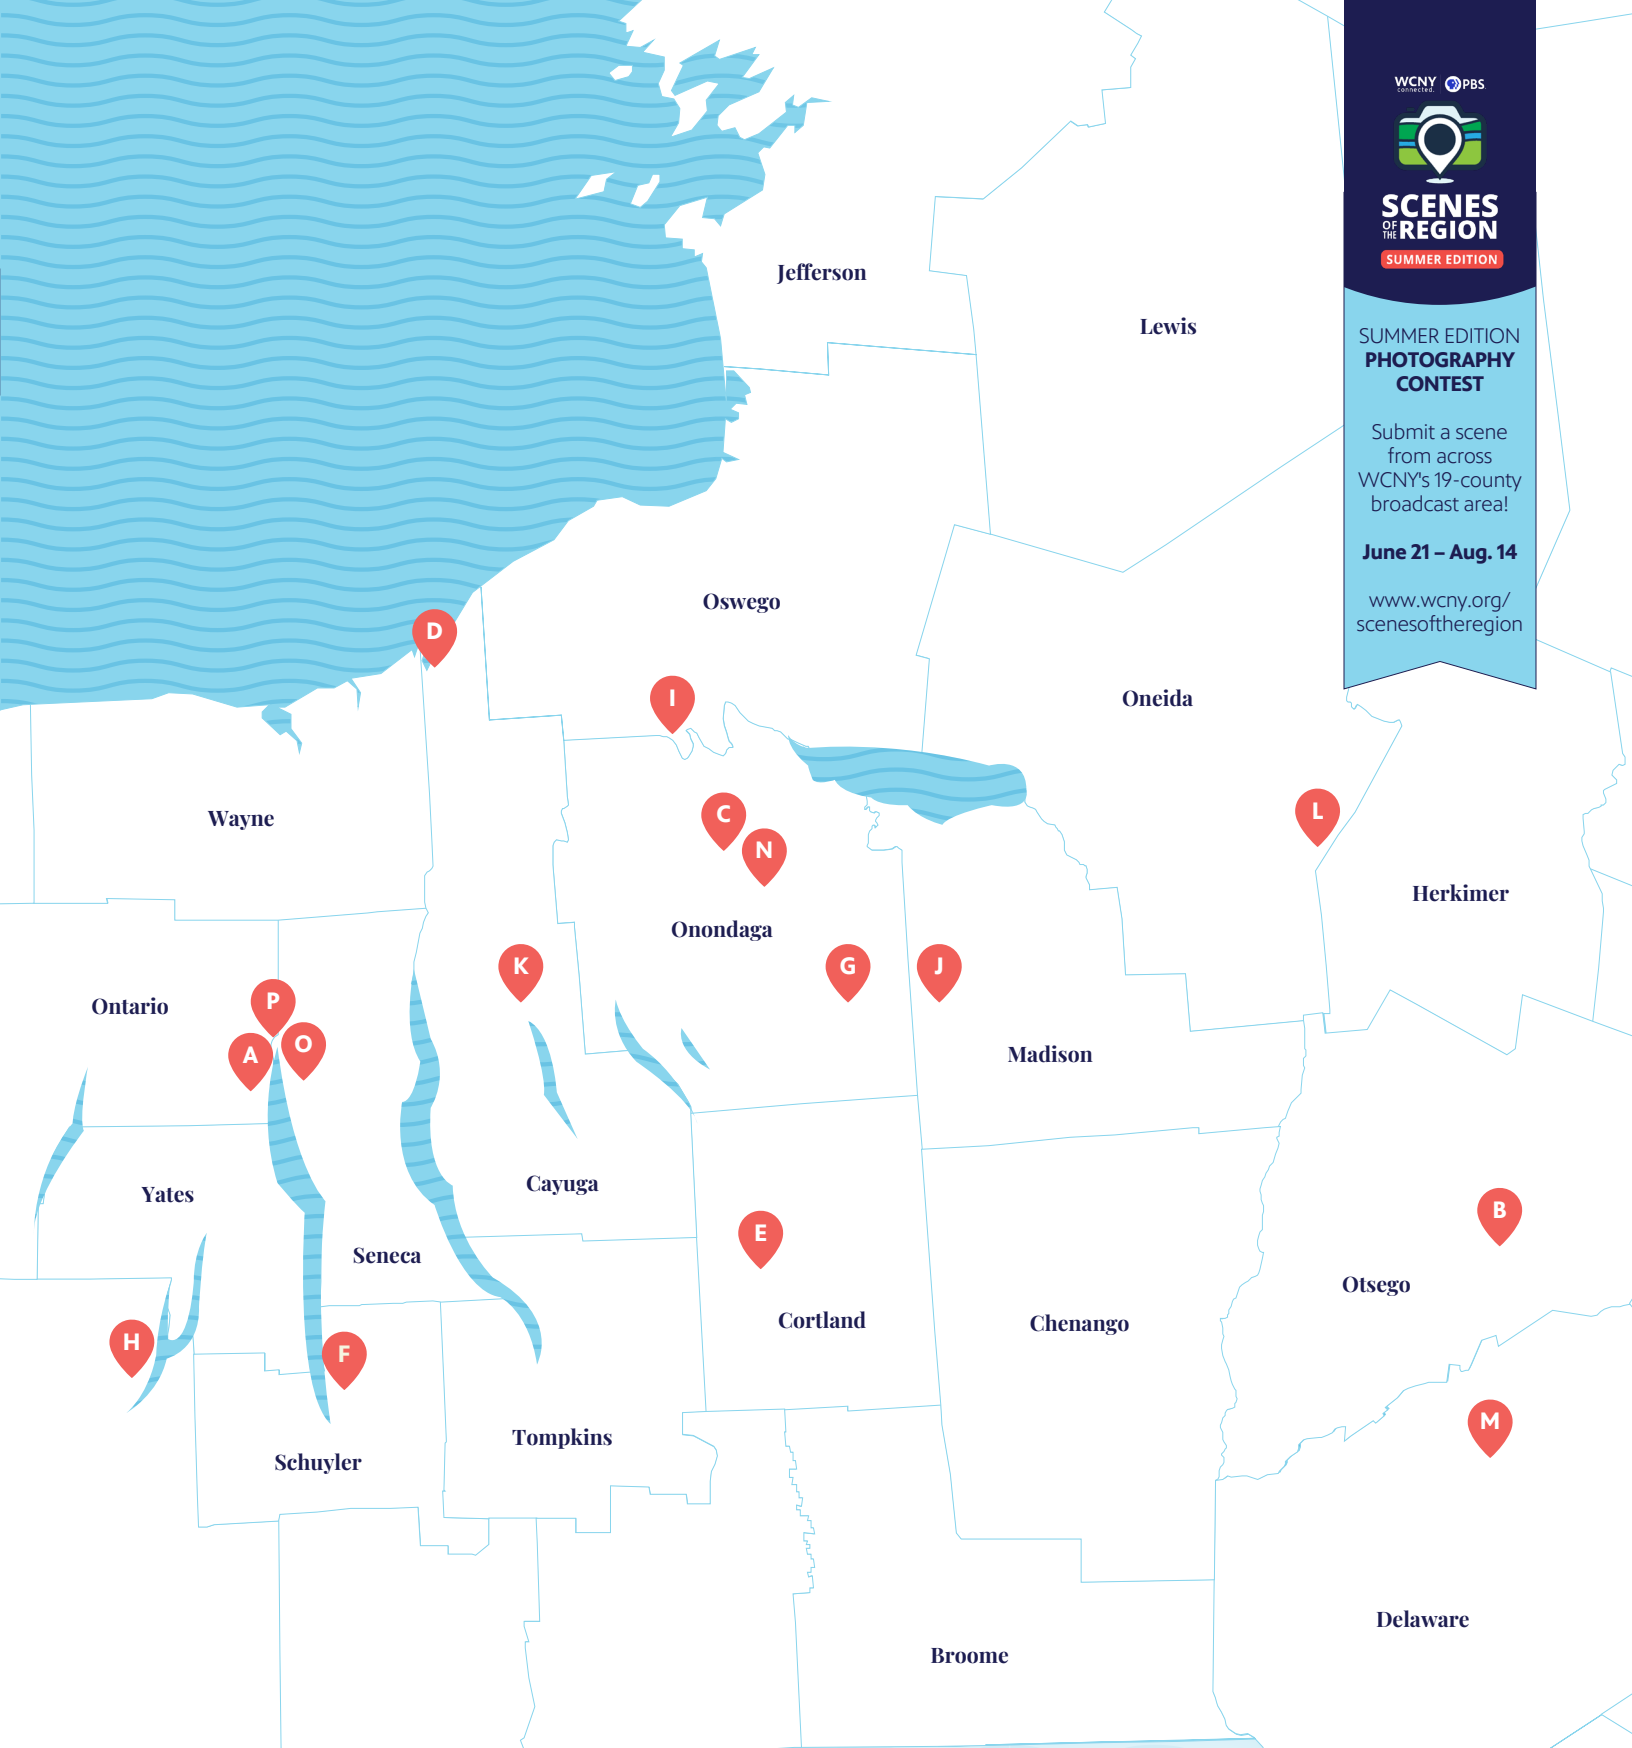 WCNY
connected.
PBS.
SCENES
OF THE REGION
SUMMER EDITION
SUMMER EDITION
PHOTOGRAPHY
CONTEST
Submit a scene
from across
WCNY's 19-county
broadcast area!
June 21 – Aug. 14
www.wcny.org/
scenesoftheregion
Jefferson
Lewis
Oswego
D
I
Oneida
Wayne
C
L
N
Herkimer
Onondaga
K
G
J
Ontario
P
A
O
Madison
Yates
Cayuga
B
Seneca
E
Otsego
H
F
Cortland
Chenango
M
Tompkins
Schuyler
Delaware
Broome